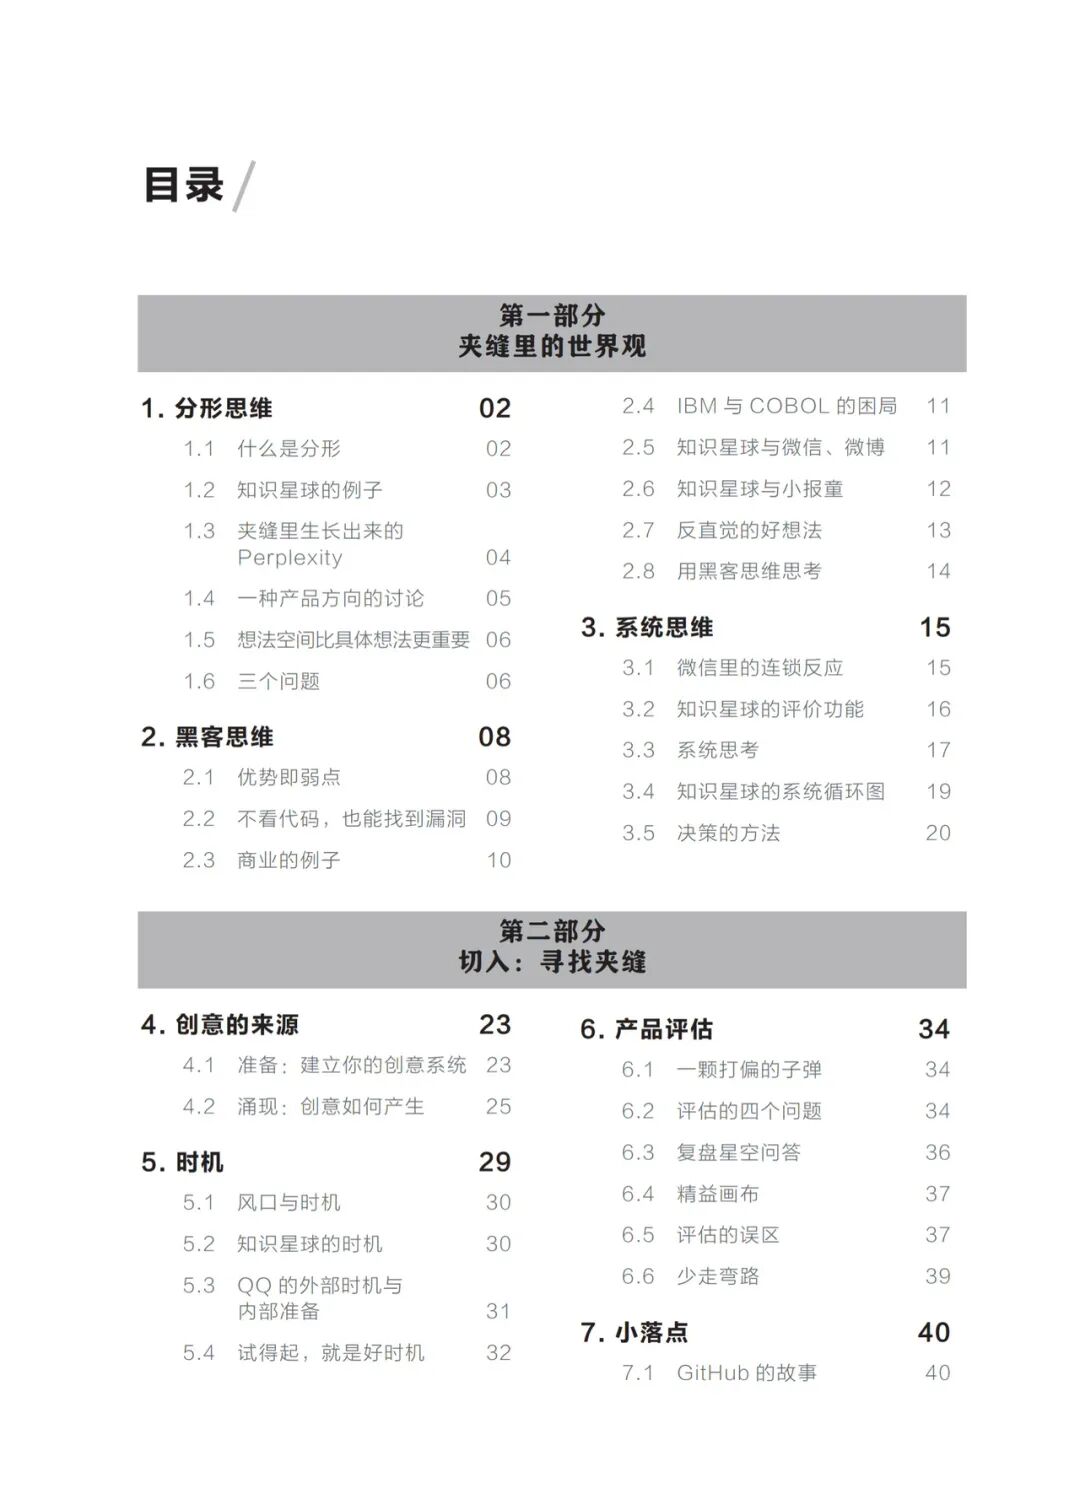 目录
第一部分
夹缝里的世界观
1. 分形思维 02
1.1 什么是分形 02
1.2 知识星球的例子 03
1.3 夹缝里生长出来的
Perplexity 04
1.4 一种产品方向的讨论 05
1.5 想法空间比具体想法更重要 06
1.6 三个问题 06
2. 黑客思维 08
2.1 优势即弱点 08
2.2 不看代码，也能找到漏洞 09
2.3 商业的例子 10
2.4 IBM 与 COBOL 的困局 11
2.5 知识星球与微信、微博 11
2.6 知识星球与小报童 12
2.7 反直觉的好想法 13
2.8 用黑客思维思考 14
3. 系统思维 15
3.1 微信里的连锁反应 15
3.2 知识星球的评价功能 16
3.3 系统思考 17
3.4 知识星球的系统循环图 19
3.5 决策的方法 20
第二部分
切入：寻找夹缝
4. 创意的来源 23
4.1 准备：建立你的创意系统 23
4.2 涌现：创意如何产生 25
5. 时机 29
5.1 风口与时机 30
5.2 知识星球的时机 30
5.3 QQ 的外部时机与
内部准备 31
5.4 试得起，就是好时机 32
6. 产品评估 34
6.1 一颗打偏的子弹 34
6.2 评估的四个问题 34
6.3 复盘星空问答 36
6.4 精益画布 37
6.5 评估的误区 37
6.6 少走弯路 39
7. 小落点 40
7.1 GitHub 的故事 40